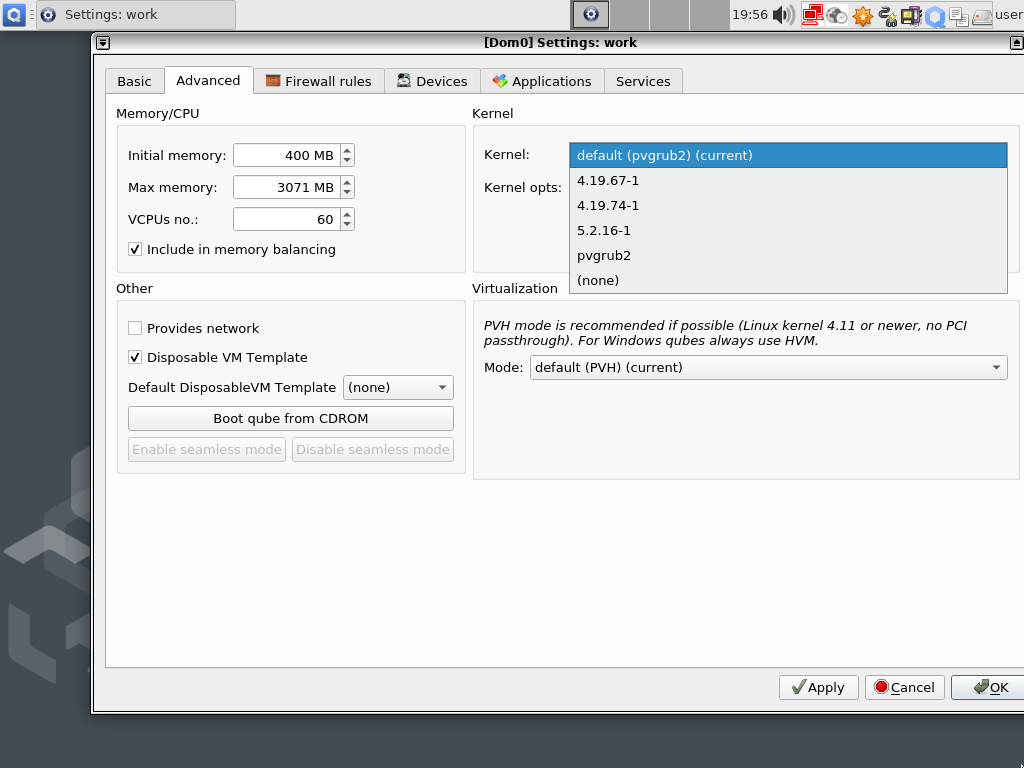 Settings: work
19:56
user
[Dom0] Settings: work
Basic
Advanced
Firewall rules
Devices
Applications
Services
Memory/CPU
Initial memory: 400 MB
Max memory: 3071 MB
VCPUs no.: 60
Include in memory balancing
Kernel
Kernel: default (pvgrub2) (current)
4.19.67-1
Kernel opts:
4.19.74-1
5.2.16-1
pvgrub2
(none)
Other
Provides network
Disposable VM Template
Default DisposableVM Template (none)
Boot qube from CDROM
Enable seamless mode Disable seamless mode
Virtualization
PVH mode is recommended if possible (Linux kernel 4.11 or newer, no PCI
passthrough). For Windows qubes always use HVM.
Mode: default (PVH) (current)
Apply
Cancel
OK